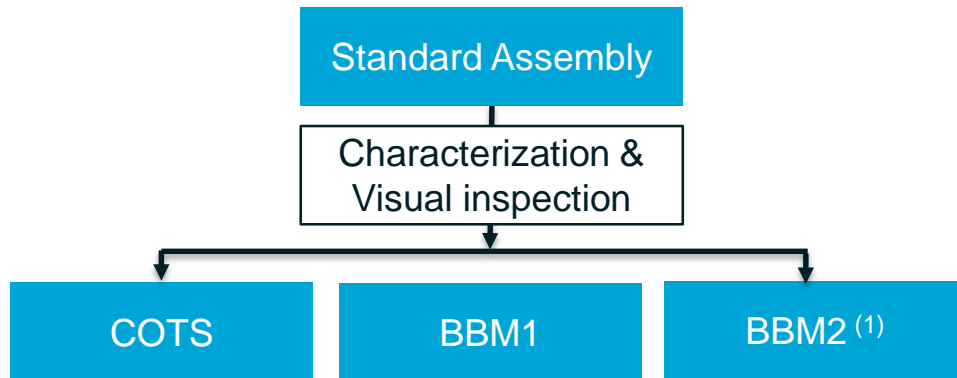 Standard Assembly
Characterization &
Visual inspection
COTS
BBM1
BBM2 (1)